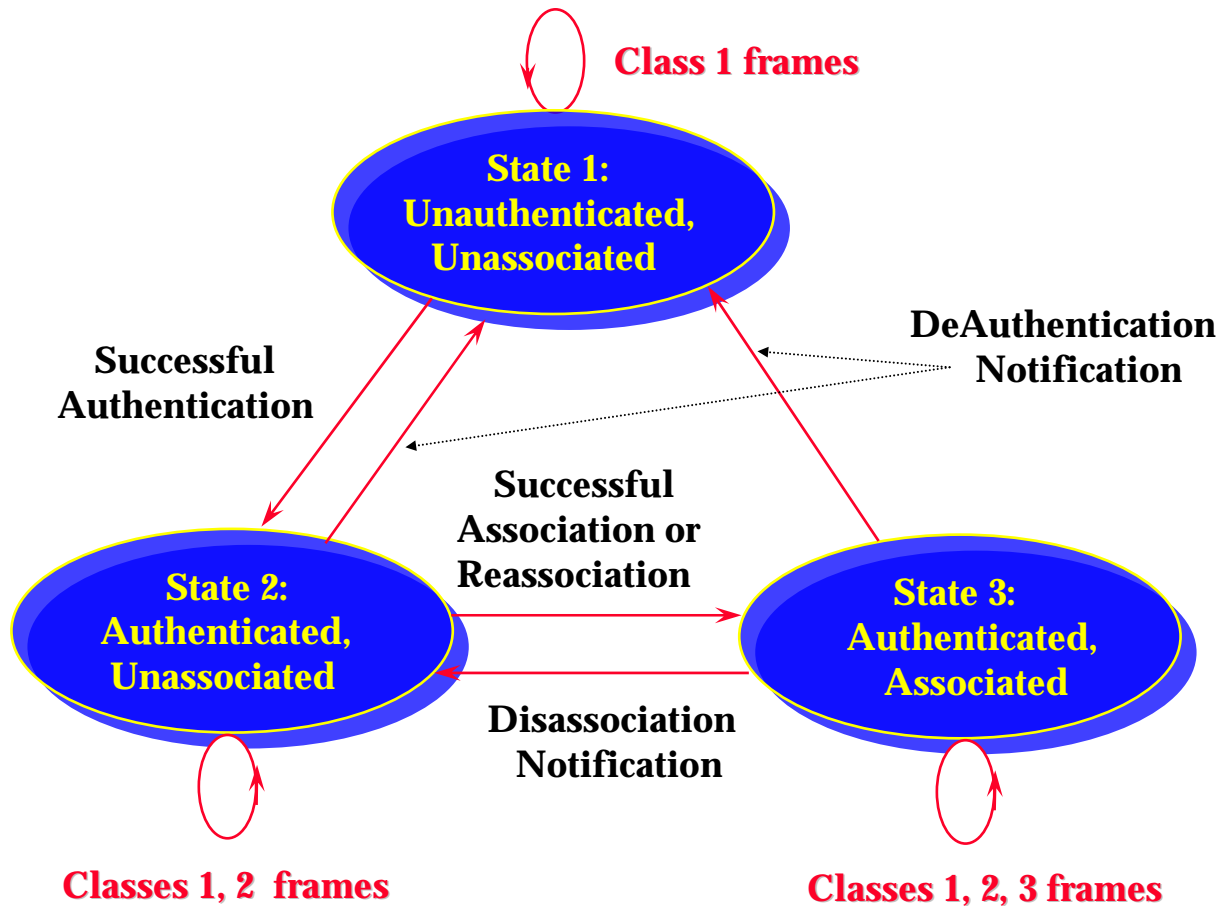 Class 1 frames
State 1:
Unauthenticated,
Unassociated
DeAuthentication
Notification
Successful
Authentication
Successful
Association or
Reassociation
State 2:
Authenticated,
Unassociated
State 3:
Authenticated,
Associated
Disassociation
Notification
Classes 1, 2 frames
Classes 1, 2, 3 frames